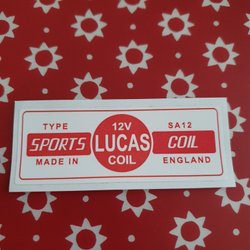 TYPE 12V SA12
SPORTS LUCAS COIL
MADE IN COIL ENGLAND